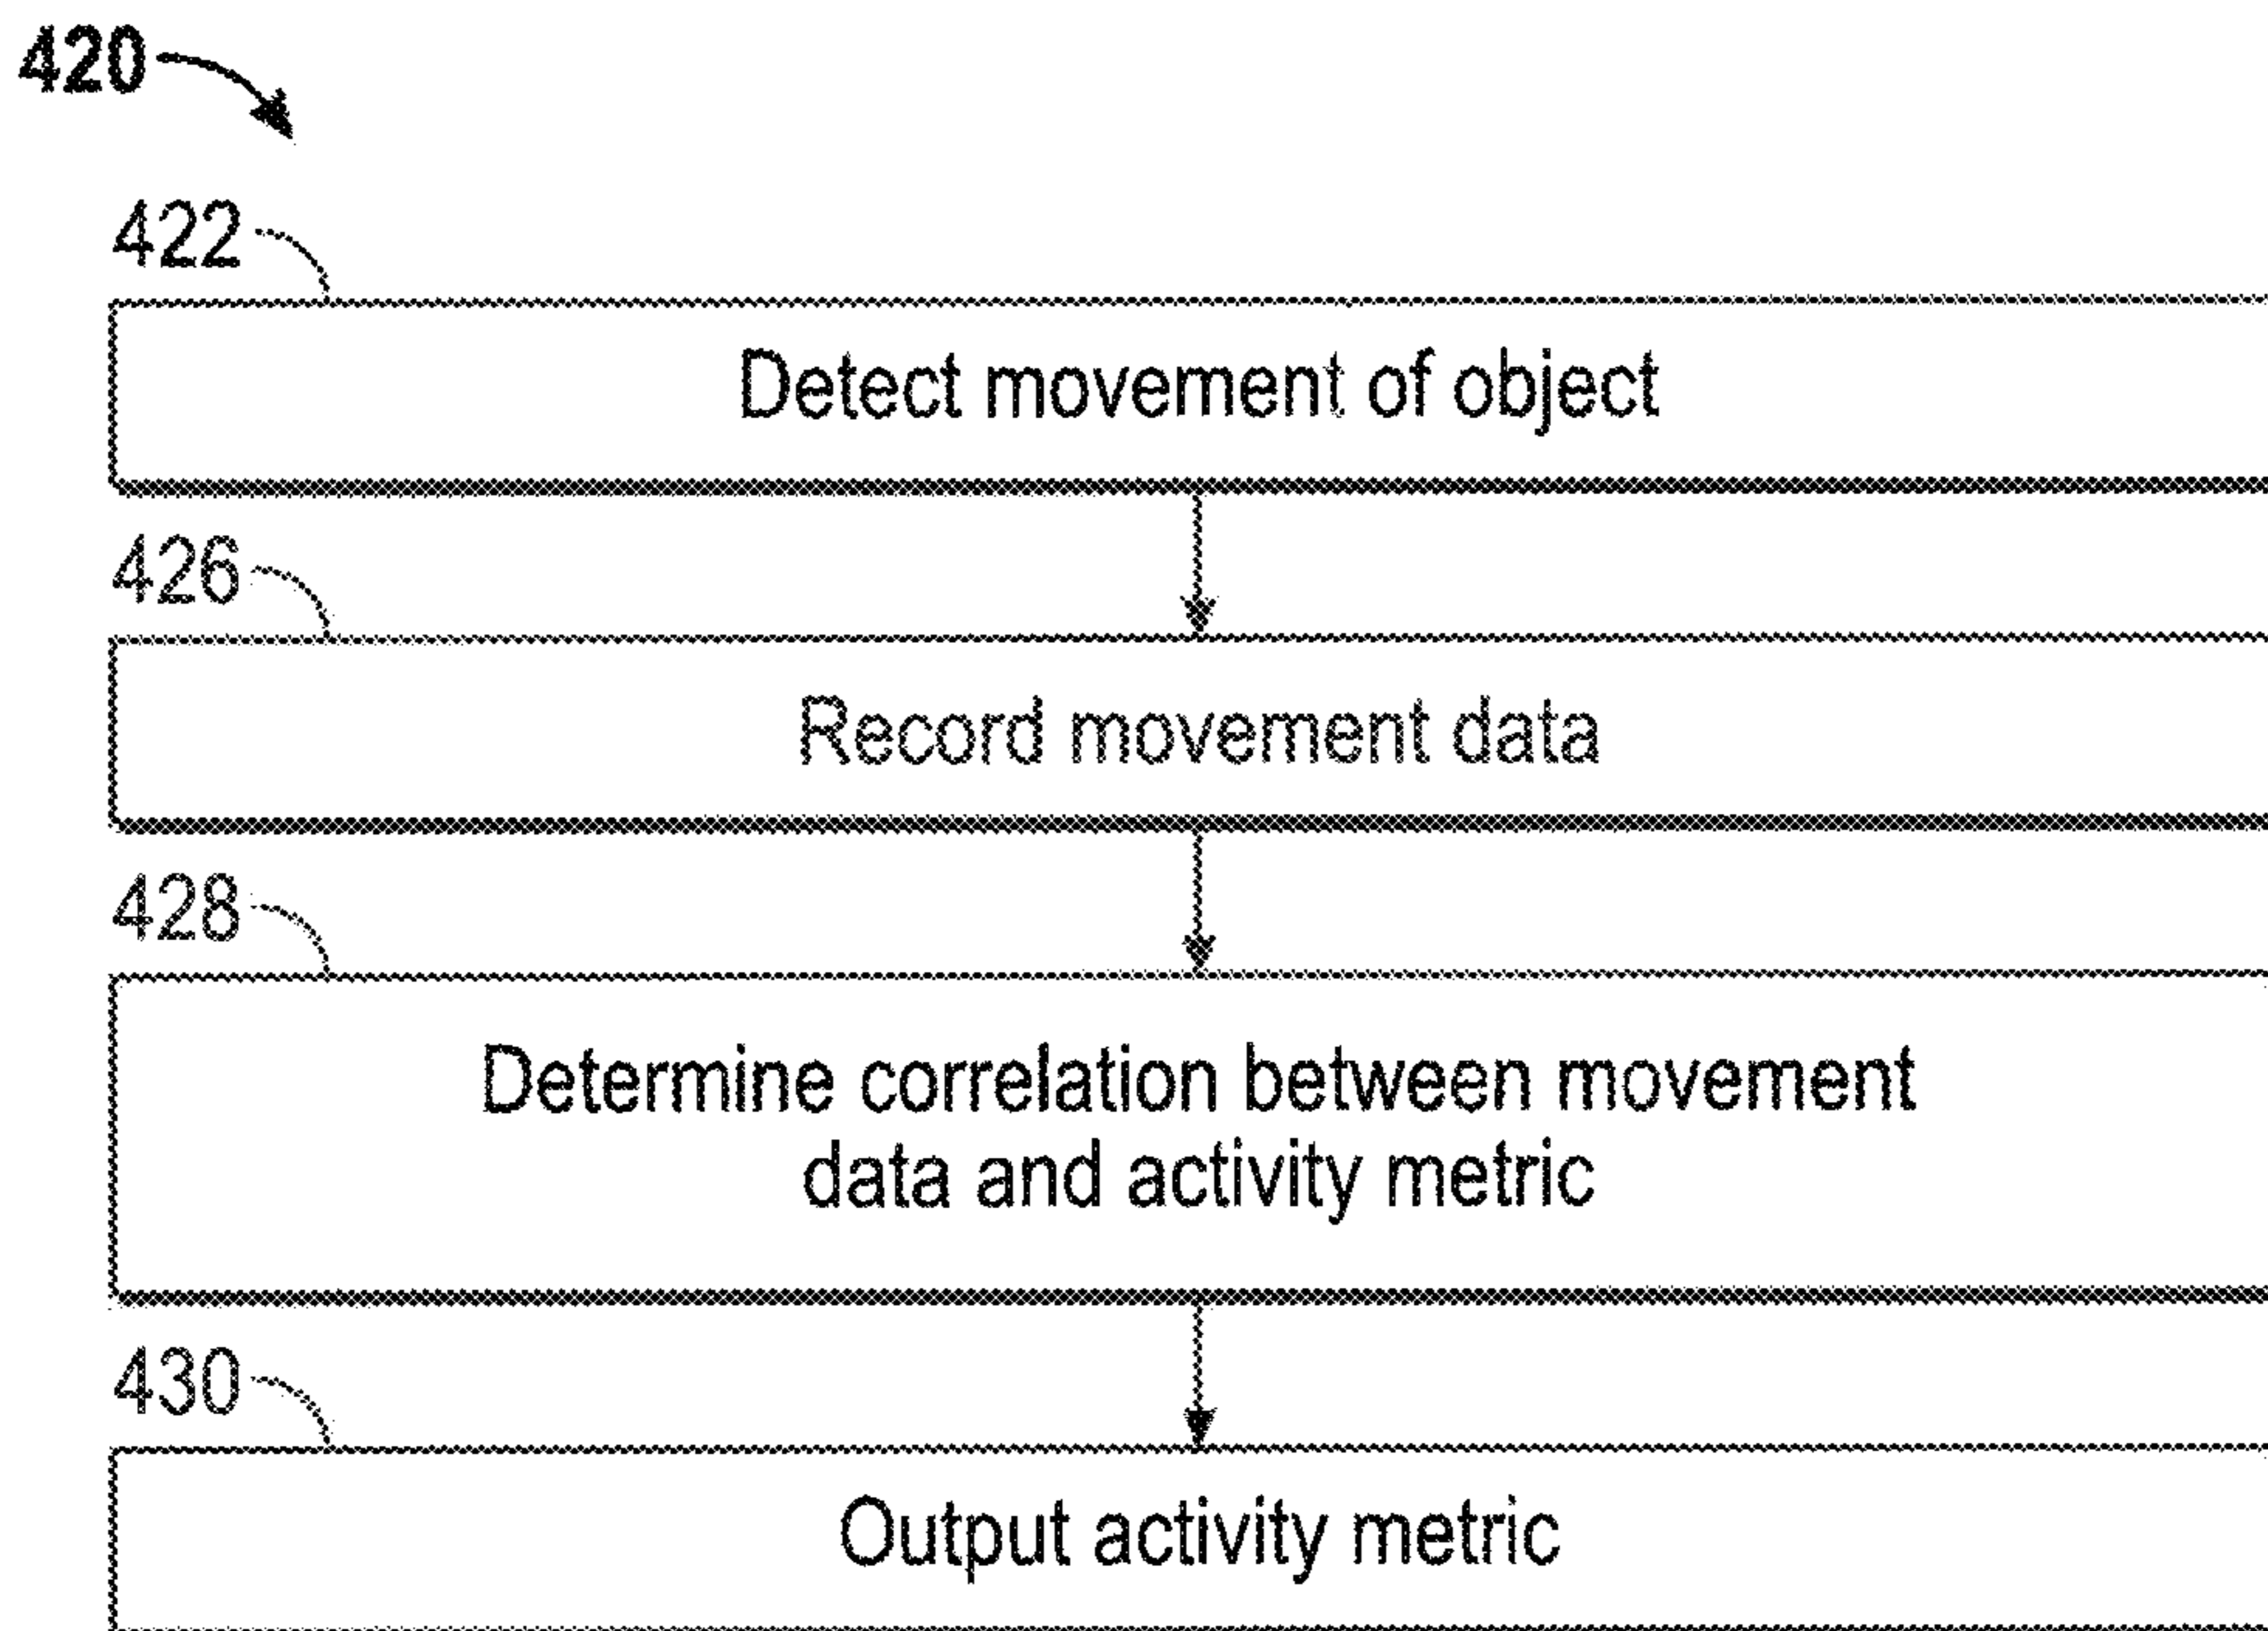 420
422
Detect movement of object
426
Record movement data
428
Determine correlation between movement
data and activity metric
430
Output activity metric